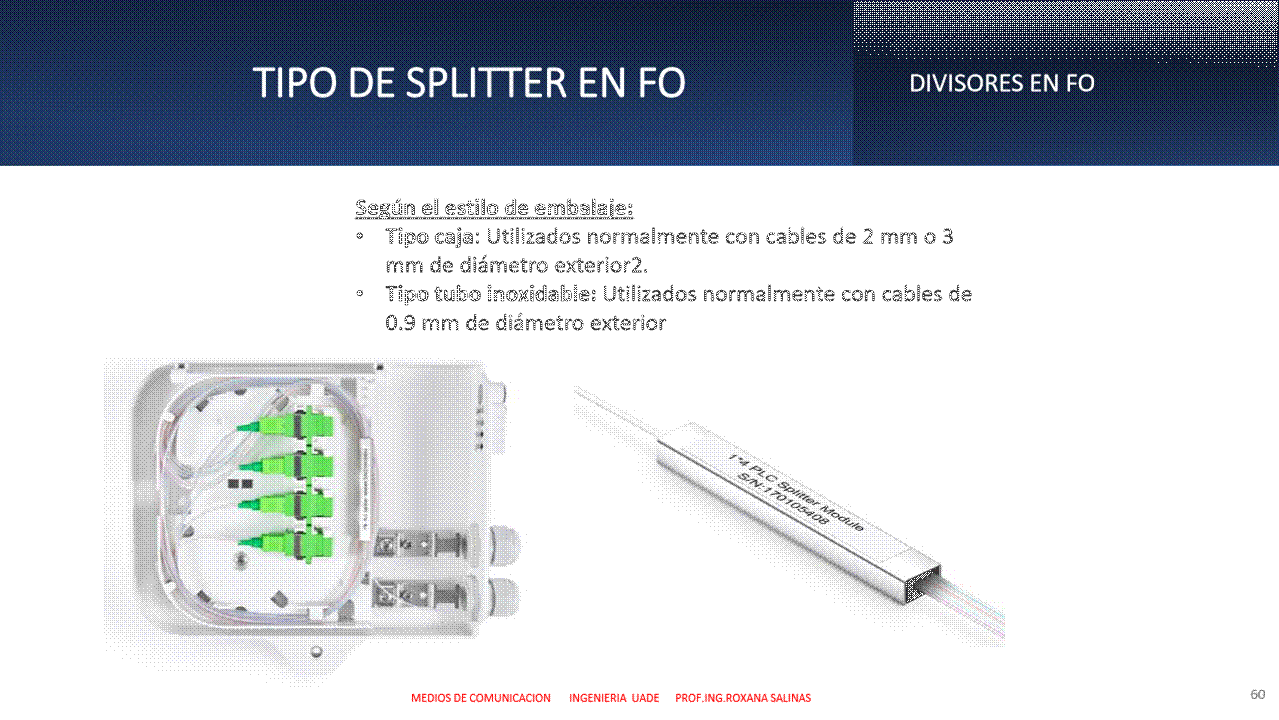 TIPO DE SPLITTER EN FO
DIVISORES EN FO
Según el estilo de embalaje:
• Tipo caja: Utilizados normalmente con cables de 2 mm o 3
mm de diámetro exterior2.
• Tipo tubo inoxidable: Utilizados normalmente con cables de
0.9 mm de diámetro exterior
1*4 PLC Splitter Module
S/N:170105408
MEDIOS DE COMUNICACION INGENIERIA UADE PROF.ING.ROXANA SALINAS
60